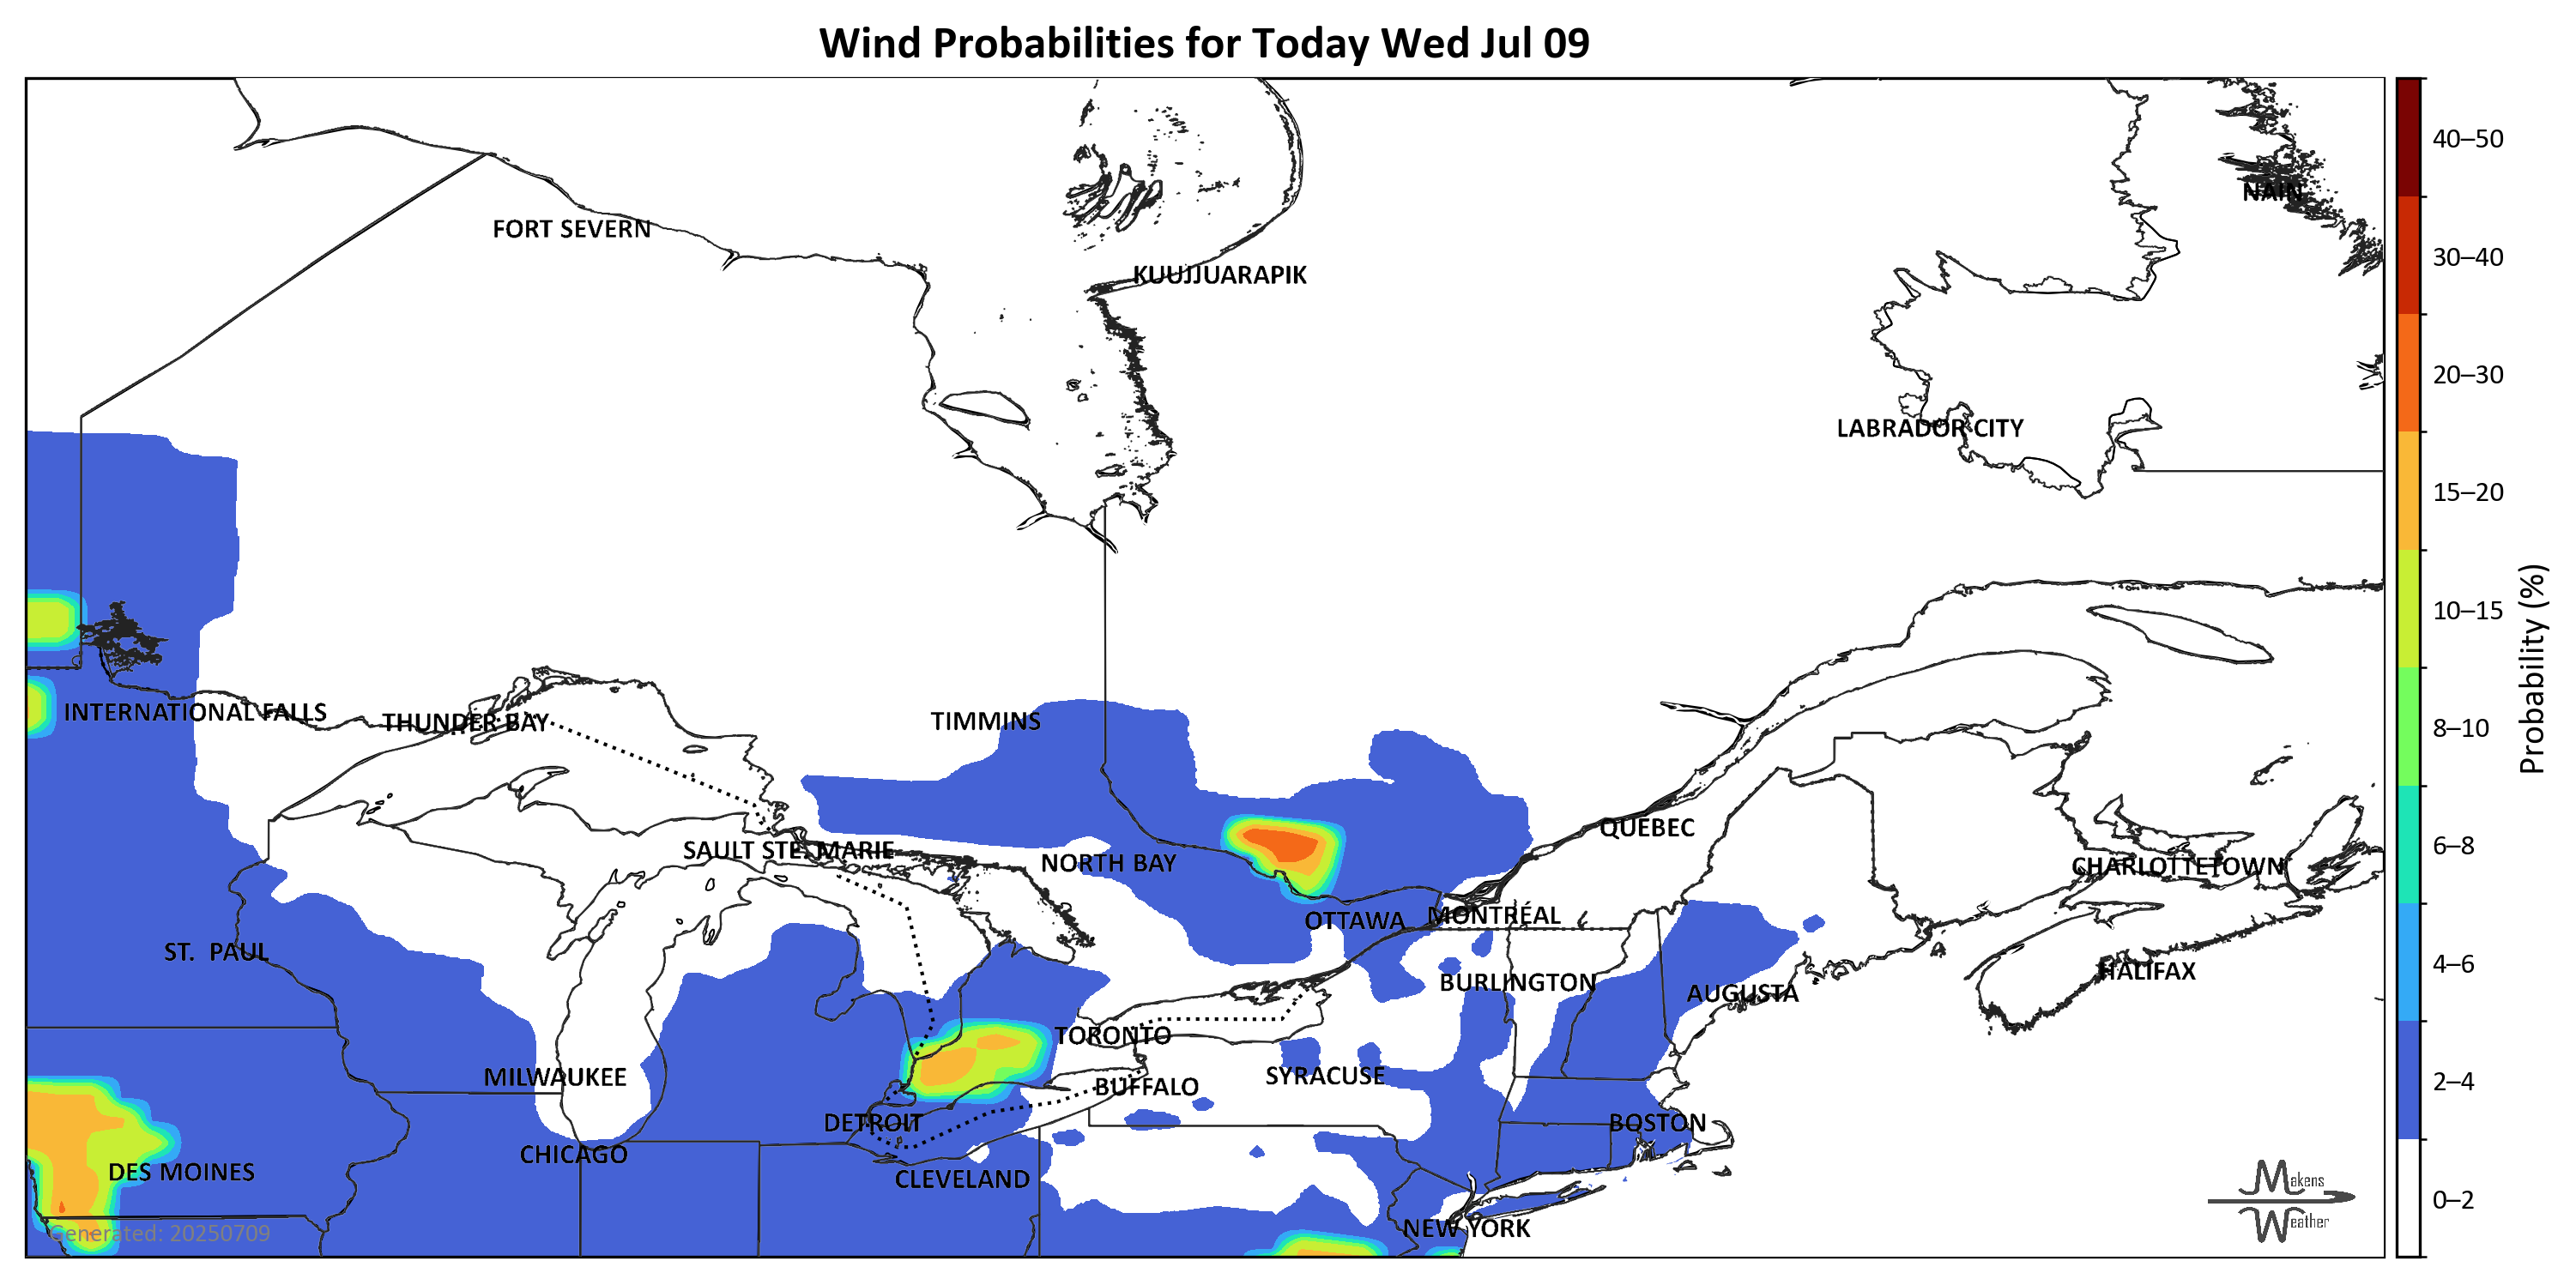 Wind Probabilities for Today Wed Jul 09
40–50
NAIN
FORT SEVERN
30–40
KUUJJUARAPIK
20–30
LABRADOR CITY
15–20
10–15
INTERNATIONAL FALLS
THUNDER BAY
TIMMINS
8–10
Probability (%)
QUEBEC
6–8
SAULT STE. MARIE
NORTH BAY
CHARLOTTETOWN
OTTAWA
MONTRÉAL
ST. PAUL
4–6
HALIFAX
BURLINGTON
AUGUSTA
TORONTO
MILWAUKEE
BUFFALO
SYRACUSE
2–4
DETROIT
BOSTON
CHICAGO
DES MOINES
CLEVELAND
Makens
Weather
0–2
NEW YORK
Generated: 20250709